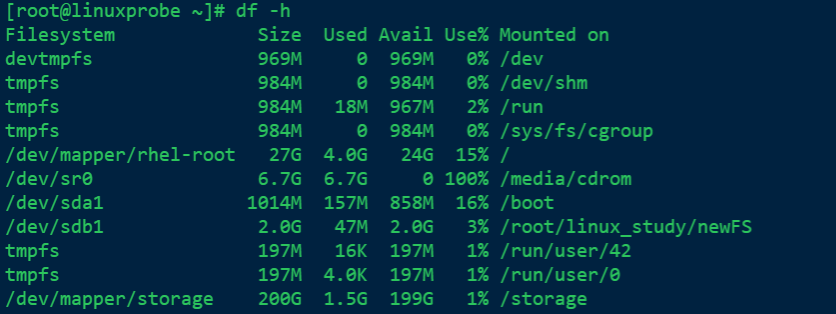 [root@linuxprobe ~]# df -h
Filesystem             Size  Used Avail Use% Mounted on
devtmpfs               969M     0  969M   0% /dev
tmpfs                  984M     0  984M   0% /dev/shm
tmpfs                  984M   18M  967M   2% /run
tmpfs                  984M     0  984M   0% /sys/fs/cgroup
/dev/mapper/rhel-root   27G  4.0G   24G  15% /
/dev/sr0               6.7G  6.7G     0 100% /media/cdrom
/dev/sda1             1014M  157M  858M  16% /boot
/dev/sdb1              2.0G   47M  2.0G   3% /root/linux_study/newFS
tmpfs                  197M   16K  197M   1% /run/user/42
tmpfs                  197M  4.0K  197M   1% /run/user/0
/dev/mapper/storage    200G  1.5G  199G   1% /storage